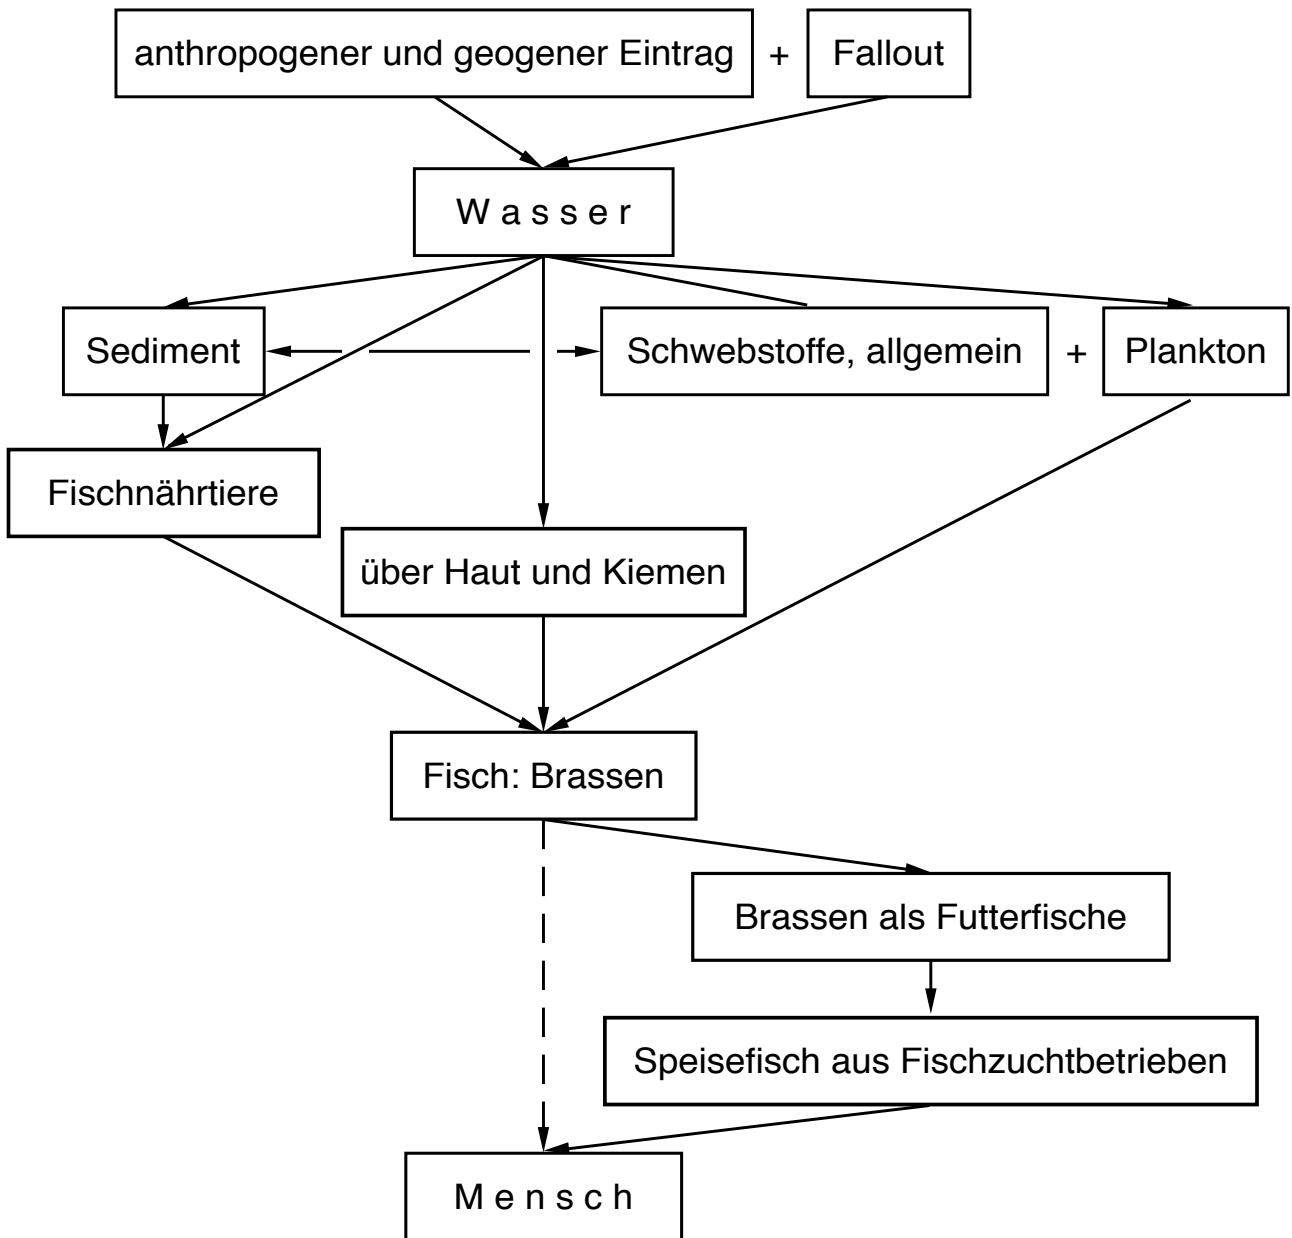 anthropogener und geogener Eintrag + Fallout
W a s s e r
Sediment
Schwebstoffe, allgemein + Plankton
Fischnährtiere
über Haut und Kiemen
Fisch: Brassen
Brassen als Futterfische
Speisefisch aus Fischzuchtbetrieben
M e n s c h